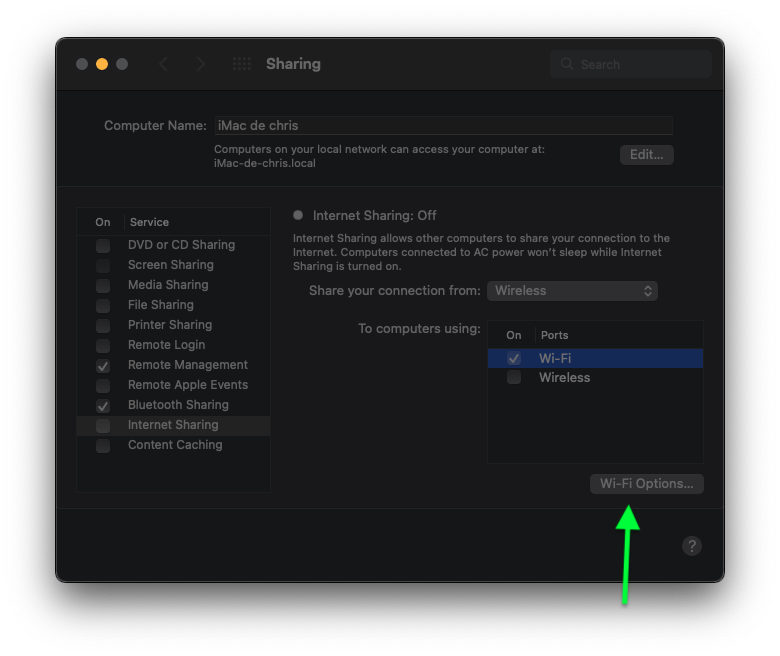 Sharing
Search
Computer Name: iMac de chris
Computers on your local network can access your computer at:
iMac-de-chris.local
Edit...
On Service
DVD or CD Sharing
Screen Sharing
Media Sharing
File Sharing
Printer Sharing
Remote Login
Remote Management
Remote Apple Events
Bluetooth Sharing
Internet Sharing
Content Caching
Internet Sharing: Off
Internet Sharing allows other computers to share your connection to the
Internet. Computers connected to AC power won't sleep while Internet
Sharing is turned on.
Share your connection from: Wireless
To computers using:
On Ports
Wi-Fi
Wireless
Wi-Fi Options...
?